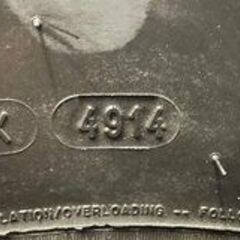 K 4914
LATION/OVERLOADING -- FOLL